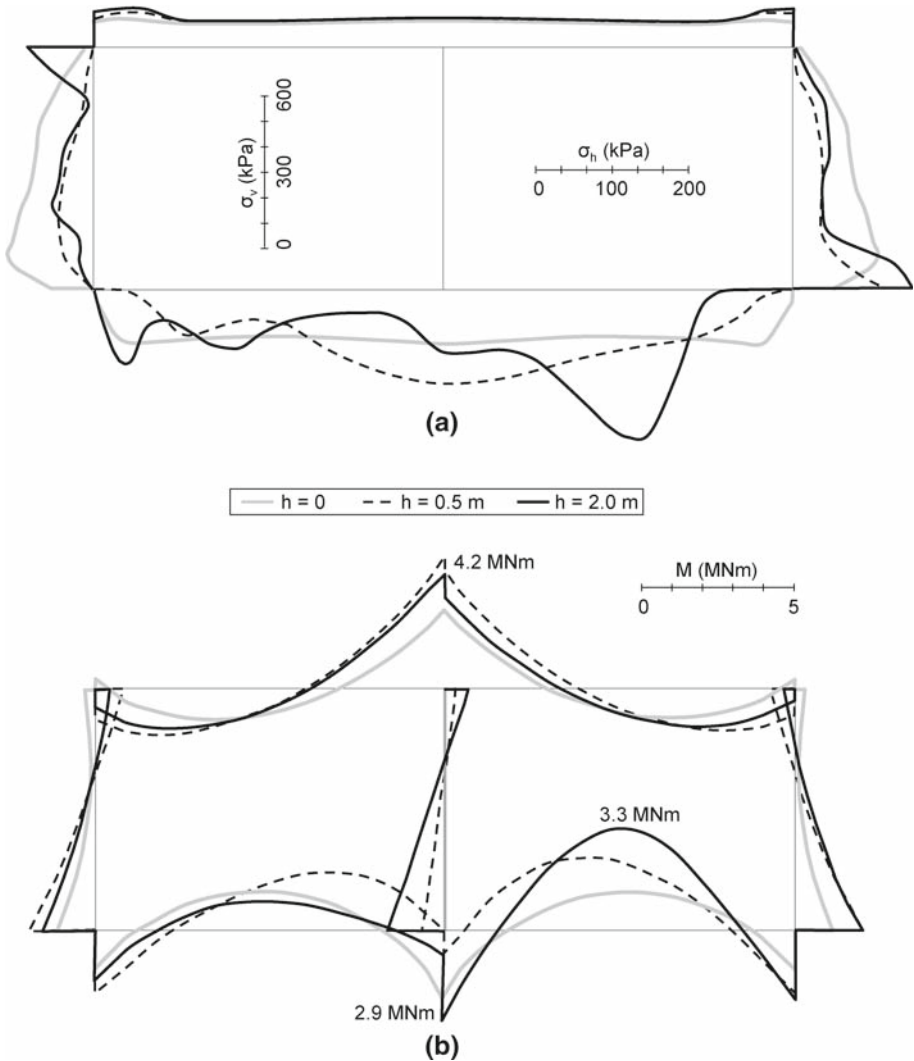 600
300
0
σv (kPa)
σh (kPa)
0 100 200
(a)
h = 0 h = 0.5 m h = 2.0 m
4.2 MNm
M (MNm)
0 5
3.3 MNm
2.9 MNm
(b)